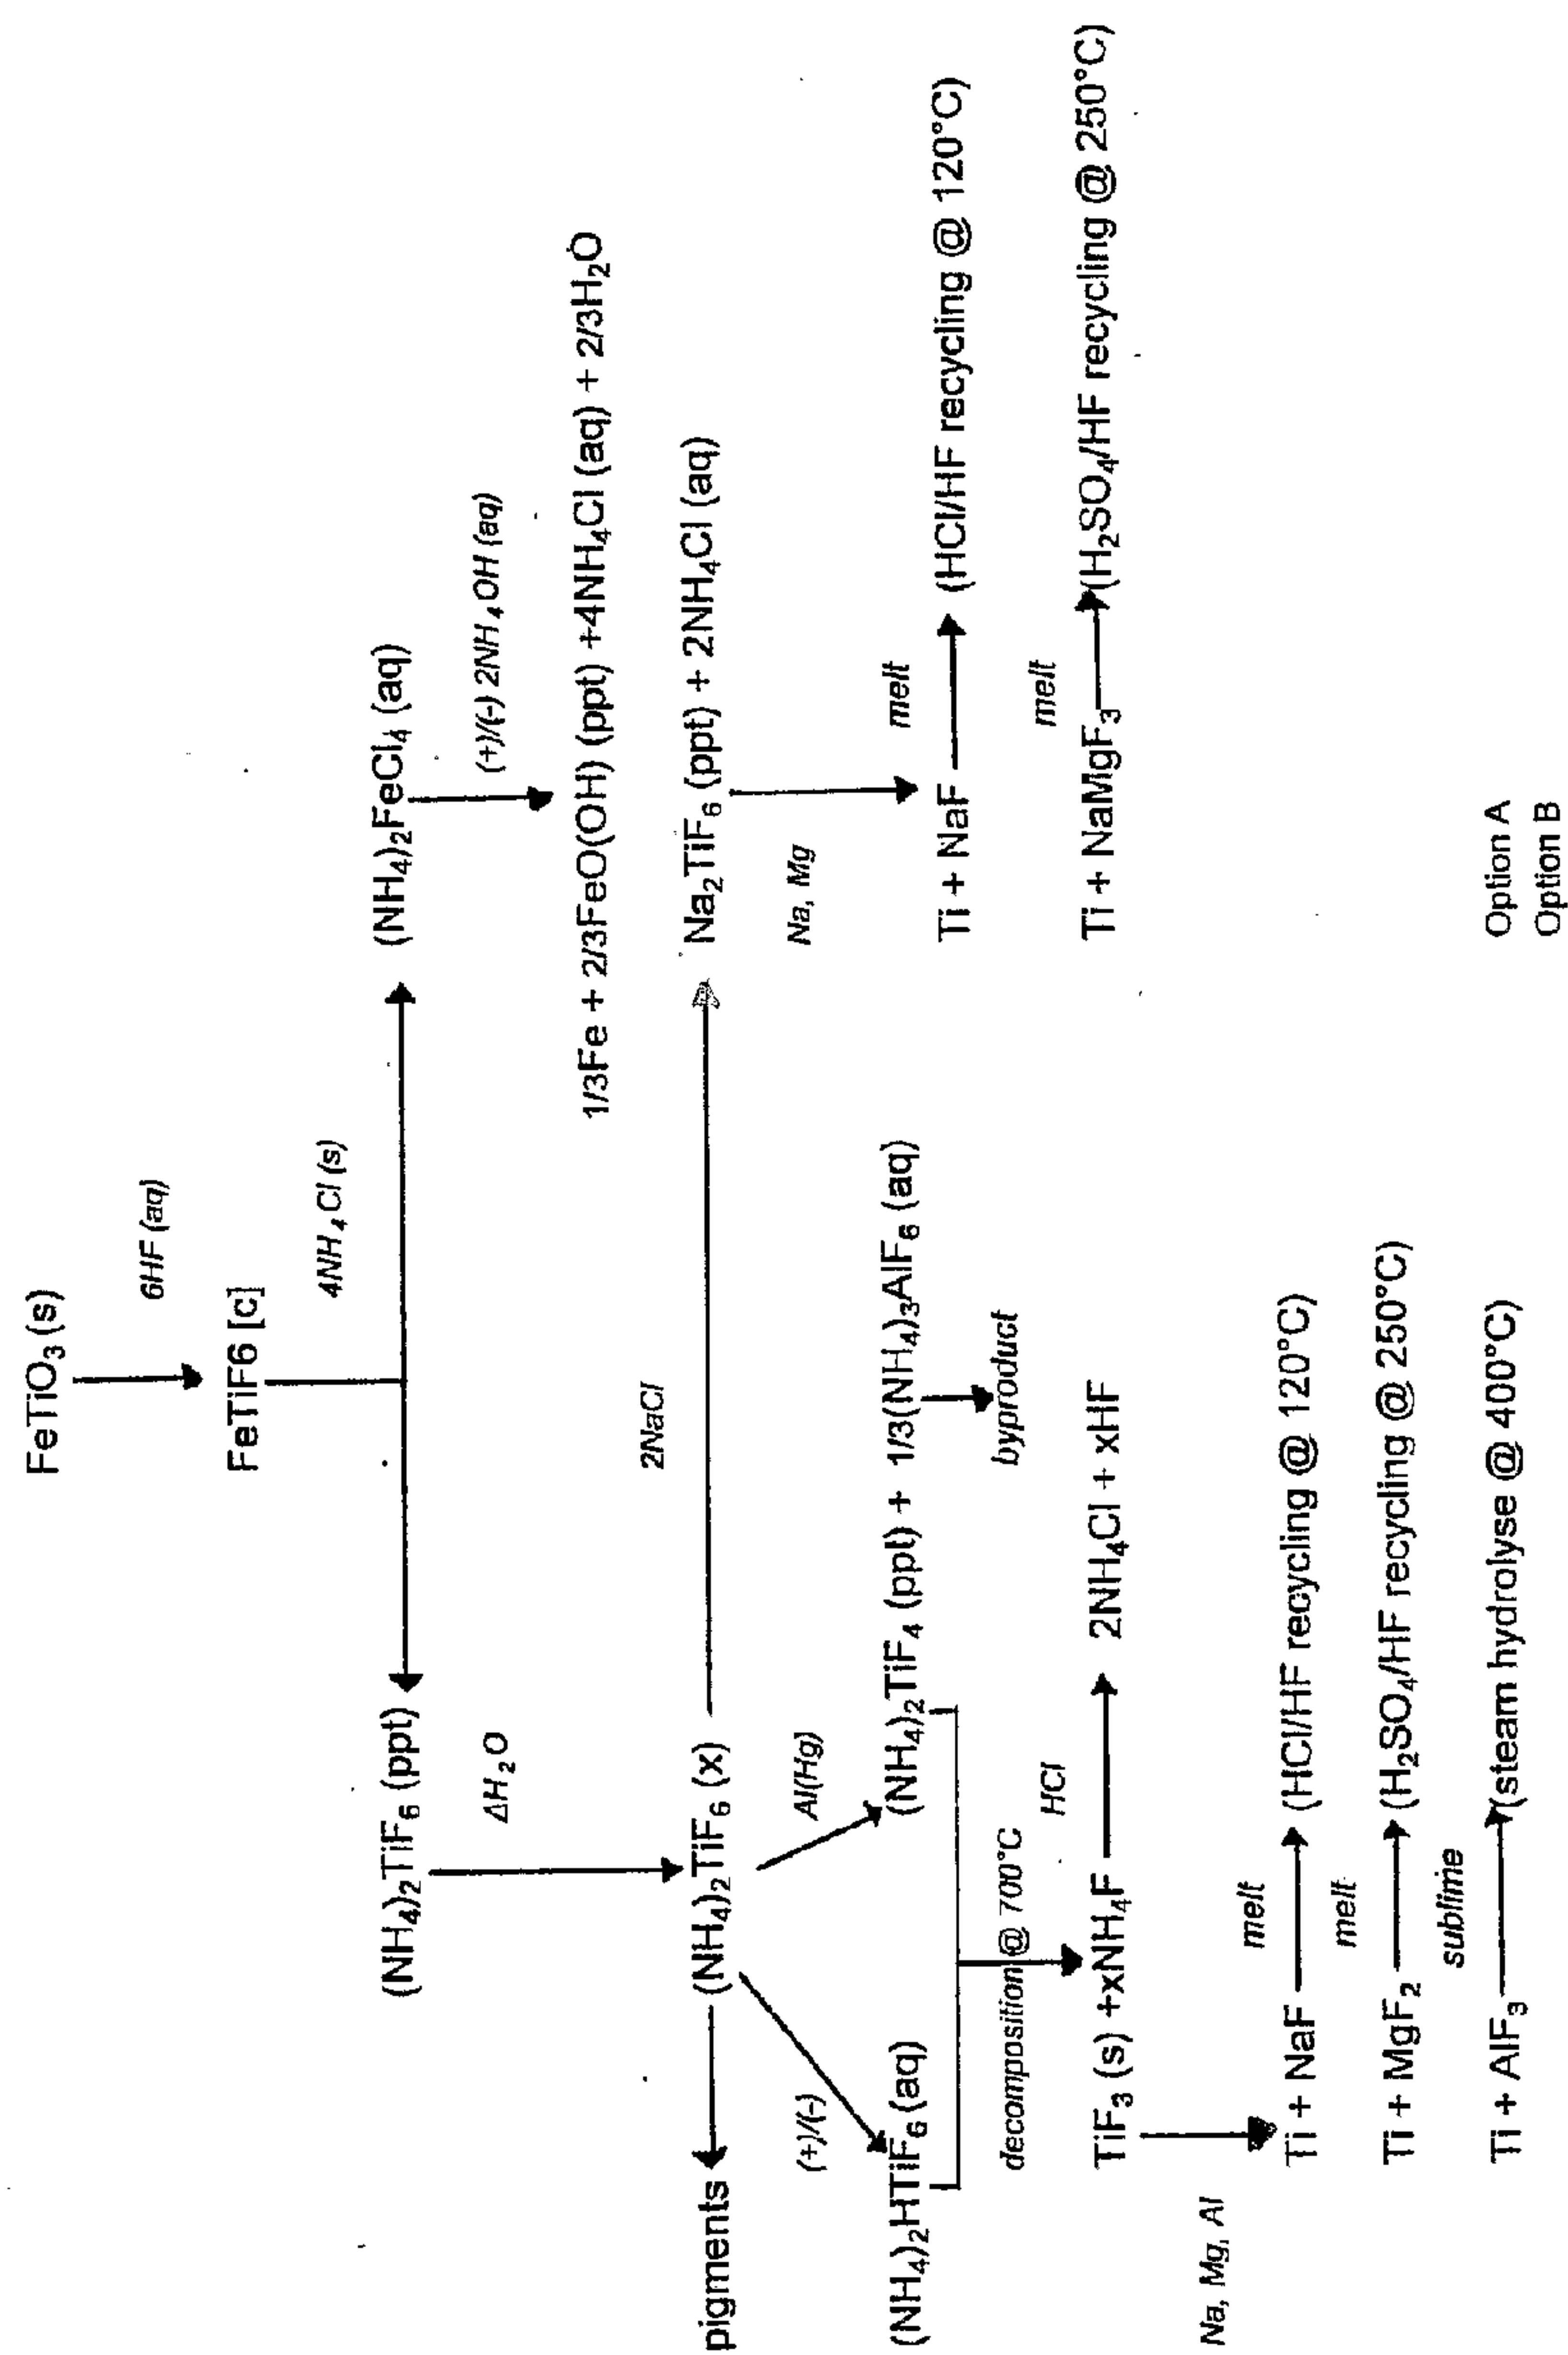 FeTiO₃ (s)
6HF (aq)
FeTiF6 [c]
4NH₄Cl (s)
(NH₄)₂TiF₆ (ppt)
(NH₄)₂FeCl₄ (aq)
ΔH₂O
(+)/(-) 2NH₄OH (aq)
1/3Fe + 2/3FeO(OH) (ppt) +4NH₄Cl (aq) + 2/3H₂O
2NaCl
pigments
(NH₄)₂TiF₆ (x)
Na₂TiF₆ (ppt) + 2NH₄Cl (aq)
(+)/(-)
Al(Hg)
Na, Mg
(NH₄)₂HTiF₆ (aq)
(NH₄)₂TiF₄ (ppt) + 1/3(NH₄)₃AlF₆ (aq)
melt
Ti + NaF
(HCl/HF recycling @ 120°C)
decomposition @ 700°C
byproduct
HCl
melt
TiF₃ (s) +xNH₄F
2NH₄Cl + xHF
Ti + NaMgF₃
(H₂SO₄/HF recycling @ 250°C)
Na, Mg, Al
melt
Ti + NaF
(HCl/HF recycling @ 120°C)
melt
Ti + MgF₂
(H₂SO₄/HF recycling @ 250°C)
sublime
Ti + AlF₃
(steam hydrolyse @ 400°C)
Option A
Option B